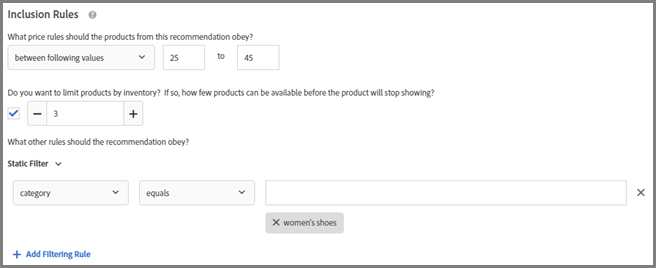 Inclusion Rules
What price rules should the products from this recommendation obey?
between following values 25 to 45
Do you want to limit products by inventory? If so, how few products can be available before the product will stop showing?
3
What other rules should the recommendation obey?
Static Filter
category equals
women's shoes
Add Filtering Rule